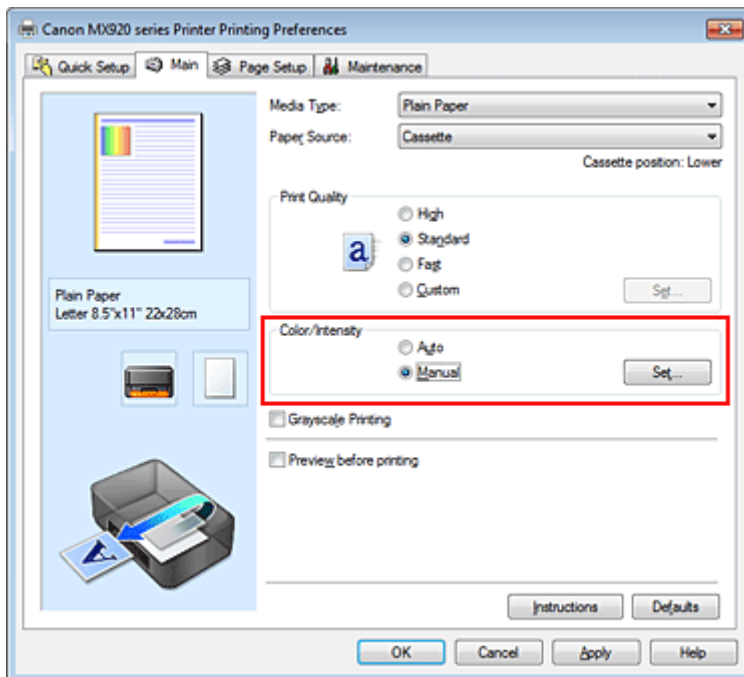 Canon MX920 series Printer Printing Preferences
Quick Setup Main Page Setup Maintenance
Media Type: Plain Paper
Paper Source: Cassette
Cassette position: Lower
Print Quality
High
a Standard
Fast
Custom Set...
Plain Paper
Letter 8.5"x11" 22x28cm
Color/Intensity
Auto
Manual Set...
Grayscale Printing
Preview before printing
A
Instructions Defaults
OK Cancel Apply Help